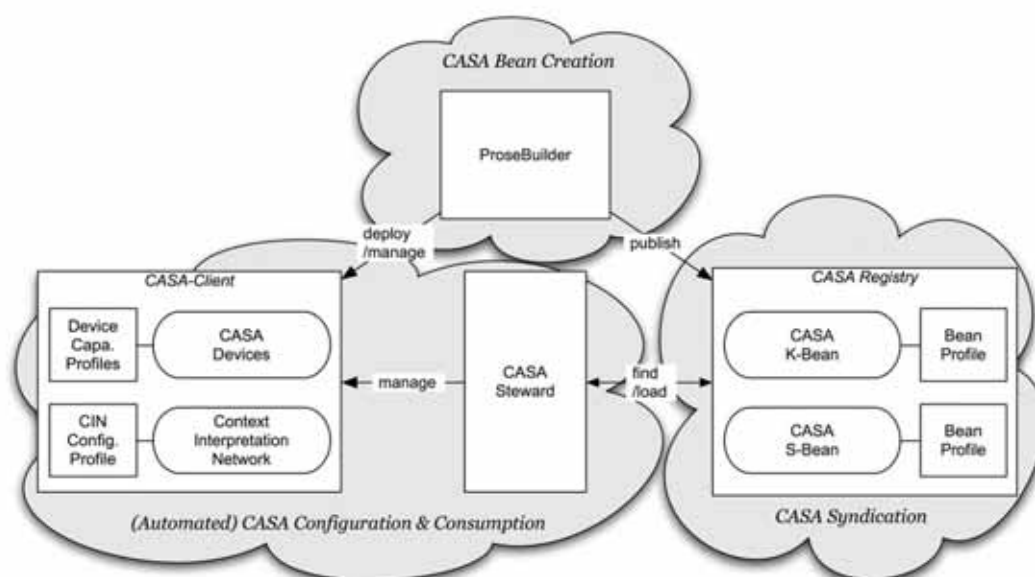 CASA Bean Creation
ProseBuilder
deploy
/manage
publish
CASA-Client
Device
Capa.
Profiles
CASA
Devices
CIN
Config.
Profile
Context
Interpretation
Network
manage
CASA
Steward
find
/load
CASA Registry
CASA
K-Bean
Bean
Profile
CASA
S-Bean
Bean
Profile
(Automated) CASA Configuration & Consumption
CASA Syndication